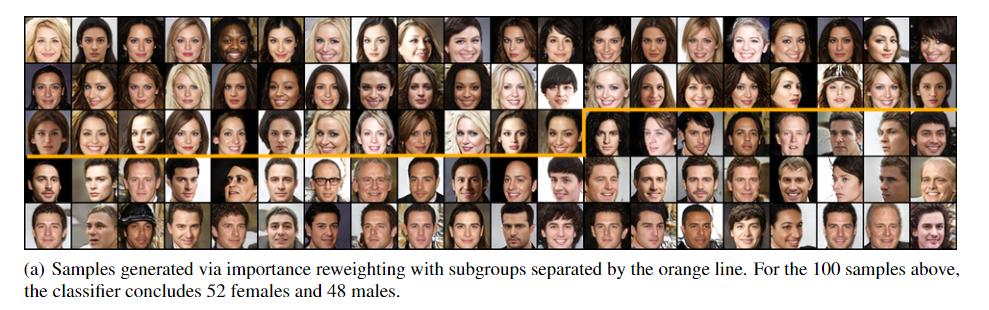 (a) Samples generated via importance reweighting with subgroups separated by the orange line. For the 100 samples above,
the classifier concludes 52 females and 48 males.